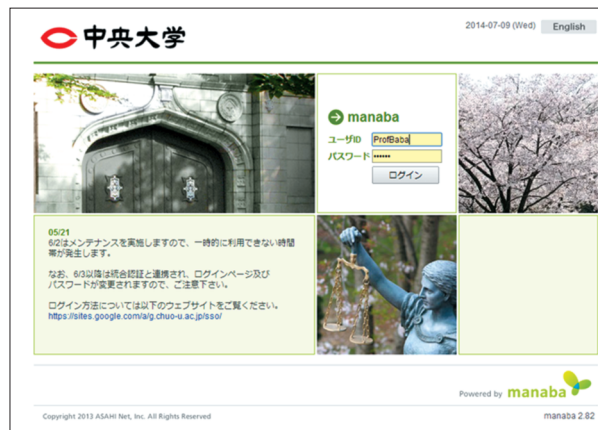 中央大学
2014-07-09 (Wed) English
manaba
ユーザID ProfBaba
パスワード ••••••
ログイン
05/21
6/2はメンテナンスを実施しますので、一時的に利用できない時間
帯が発生します。
なお、6/3以降は統合認証と連携され、ログインページ及び
パスワードが変更されますので、ご注意下さい。
ログイン方法については以下のウェブサイトをご覧ください。
https://sites.google.com/a/g.chuo-u.ac.jp/sso/
Powered by manaba
Copyright 2013 ASAHI Net, Inc. All Rights Reserved
manaba 2.82